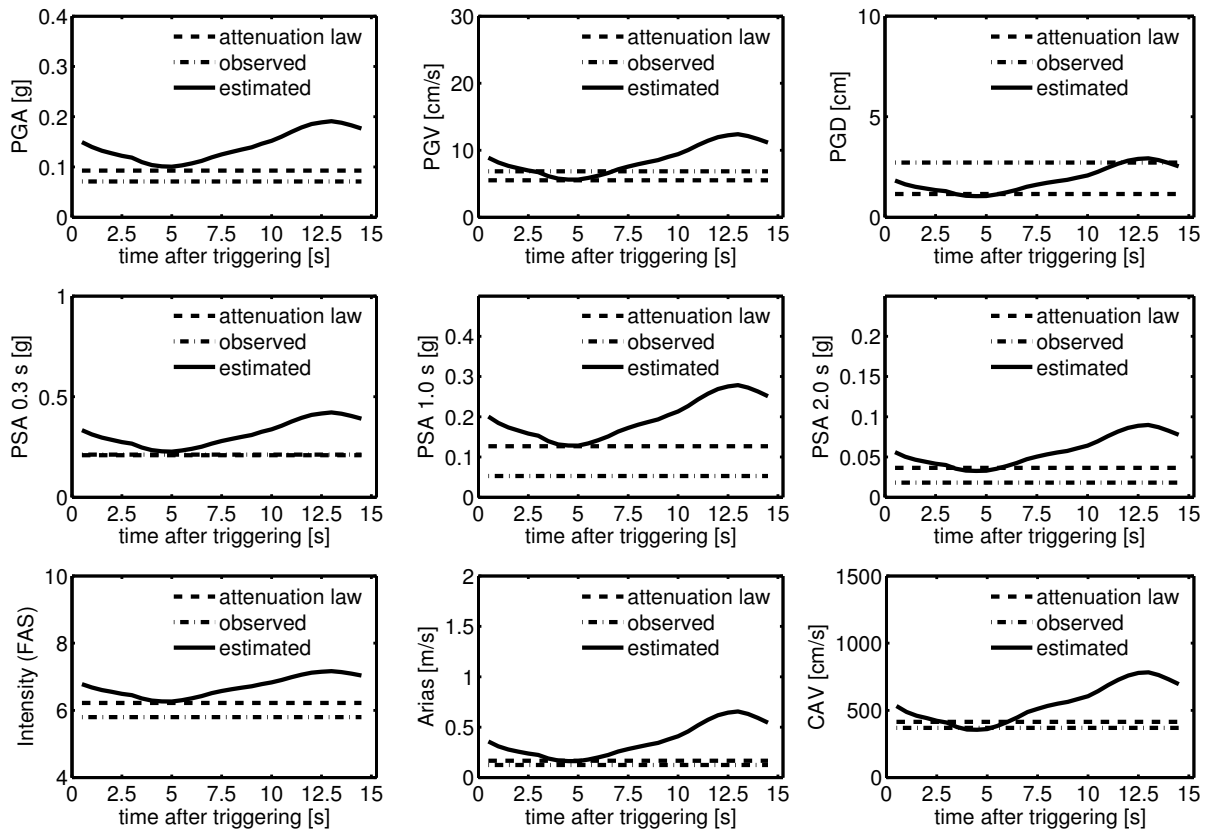 PGA [g]
0.4
0.3
0.2
0.1
0
attenuation law
observed
estimated
0 2.5 5 7.5 10 12.5 15
time after triggering [s]
PGV [cm/s]
30
20
10
0
attenuation law
observed
estimated
0 2.5 5 7.5 10 12.5 15
time after triggering [s]
PGD [cm]
10
5
0
attenuation law
observed
estimated
0 2.5 5 7.5 10 12.5 15
time after triggering [s]
PSA 0.3 s [g]
1
0.5
0
attenuation law
observed
estimated
0 2.5 5 7.5 10 12.5 15
time after triggering [s]
PSA 1.0 s [g]
0.4
0.3
0.2
0.1
0
attenuation law
observed
estimated
0 2.5 5 7.5 10 12.5 15
time after triggering [s]
PSA 2.0 s [g]
0.2
0.15
0.1
0.05
0
attenuation law
observed
estimated
0 2.5 5 7.5 10 12.5 15
time after triggering [s]
Intensity (FAS)
10
8
6
4
attenuation law
observed
estimated
0 2.5 5 7.5 10 12.5 15
time after triggering [s]
Arias [m/s]
2
1.5
1
0.5
0
attenuation law
observed
estimated
0 2.5 5 7.5 10 12.5 15
time after triggering [s]
CAV [cm/s]
1500
1000
500
0
attenuation law
observed
estimated
0 2.5 5 7.5 10 12.5 15
time after triggering [s]